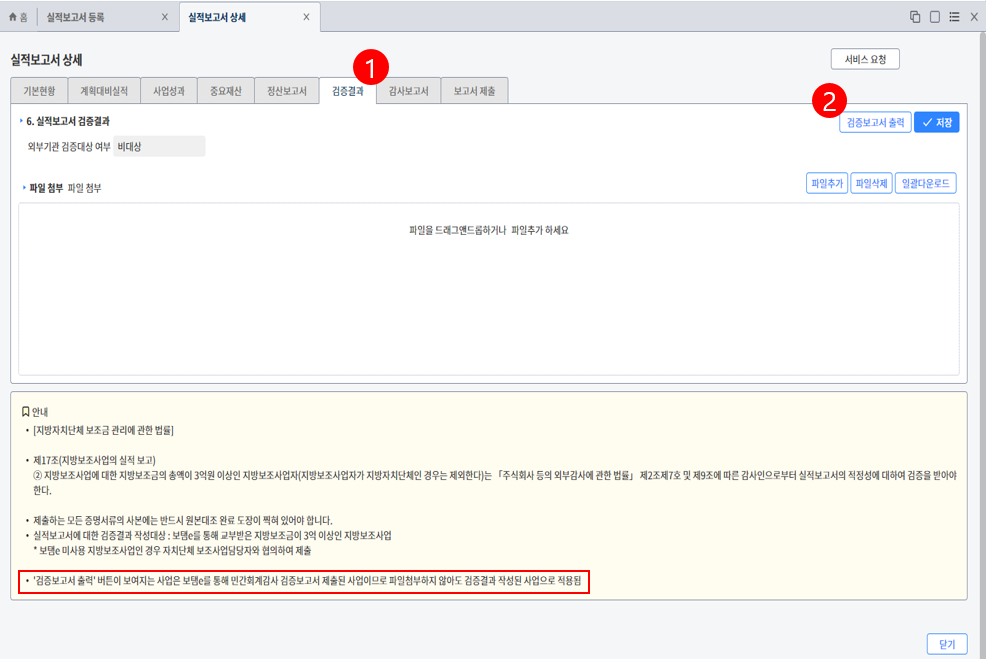 홈 실적보고서 등록 X 실적보고서 상세 X
실적보고서 상세
서비스 요청
1
기본현황 계획대비실적 사업성과 중요재산 정산보고서 검증결과 감사보고서 보고서 제출
2
6. 실적보고서 검증결과
검증보고서 출력 저장
외부기관 검증대상 여부 비대상
파일 첨부 파일 첨부
파일추가 파일삭제 일괄다운로드
파일을 드래그앤드롭하거나 파일추가 하세요
안내
• [지방자치단체 보조금 관리에 관한 법률]
• 제17조(지방보조사업의 실적 보고)
② 지방보조사업에 대한 지방보조금의 총액이 3억원 이상인 지방보조사업자(지방보조사업자가 지방자치단체인 경우는 제외한다)는 「주식회사 등의 외부감사에 관한 법률」 제2조제7호 및 제9조에 따른 감사인으로부터 실적보고서의 적정성에 대하여 검증을 받아야
한다.
• 제출하는 모든 증명서류의 사본에는 반드시 원본대조 완료 도장이 찍혀 있어야 합니다.
• 실적보고서에 대한 검증결과 작성대상 : 보탬e를 통해 교부받은 지방보조금이 3억 이상인 지방보조사업
* 보탬e 미사용 지방보조사업인 경우 자치단체 보조사업담당자와 협의하여 제출
• '검증보고서 출력' 버튼이 보여지는 사업은 보탬e를 통해 민간회계감사 검증보고서 제출된 사업이므로 파일첨부하지 않아도 검증결과 작성된 사업으로 적용됨
닫기